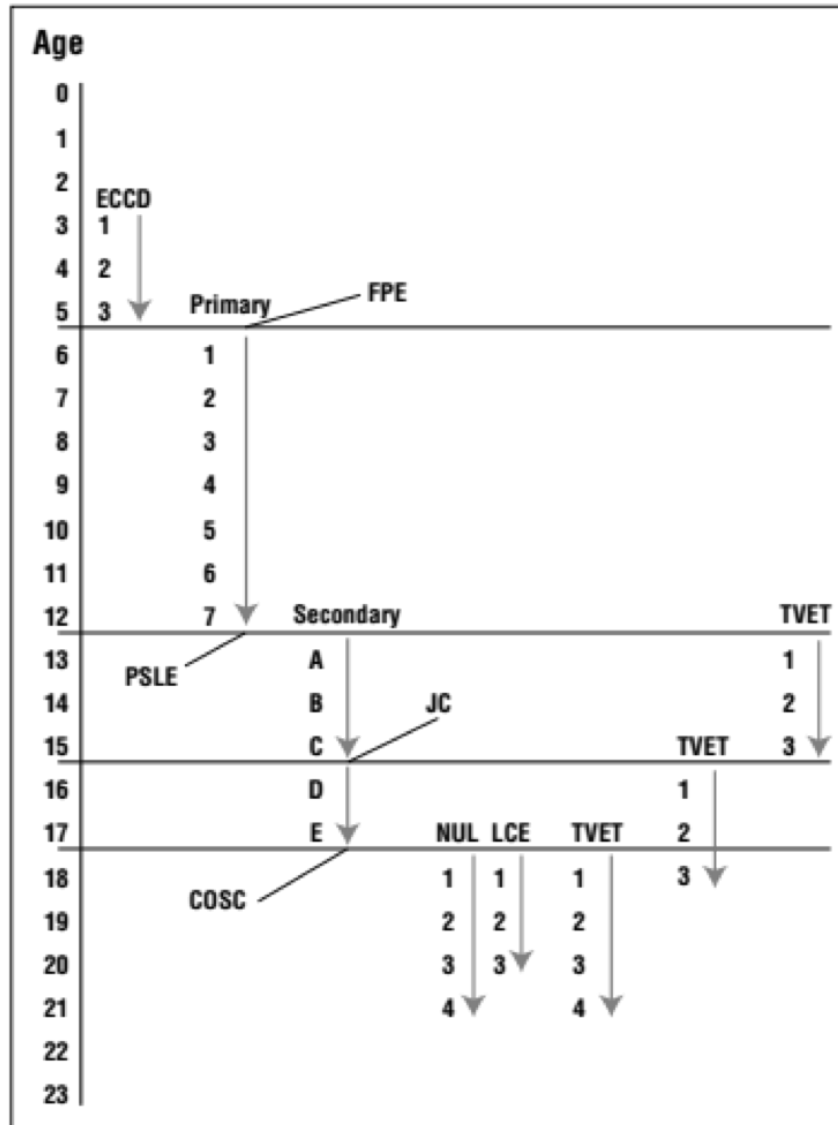 Age
0
1
2
ECCD
3 1
4 2
FPE
5 3 Primary
6 1
7 2
8 3
9 4
10 5
11 6
12 7 Secondary TVET
13 A 1
PSLE
14 B JC 2
15 C TVET 3
16 D 1
17 E NUL LCE TVET 2
18 1 1 1 3
COSC
19 2 2 2
20 3 3 3
21 4 4
22
23